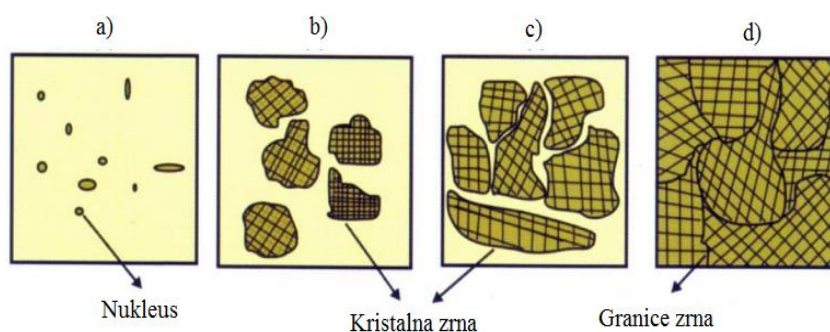 a)
b)
c)
d)
Nukleus
Kristalna zrna
Granice zrna